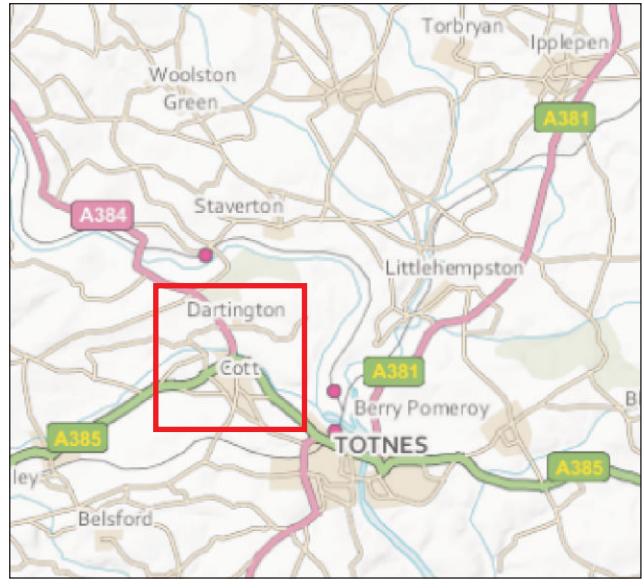 Torbryan
Ipplepen
Woolston
Green
A381
A384
Staverton
Littlehempston
Dartington
Cott
A381
Berry Pomeroy
A385
TOTNES
A385
ley
Belsford